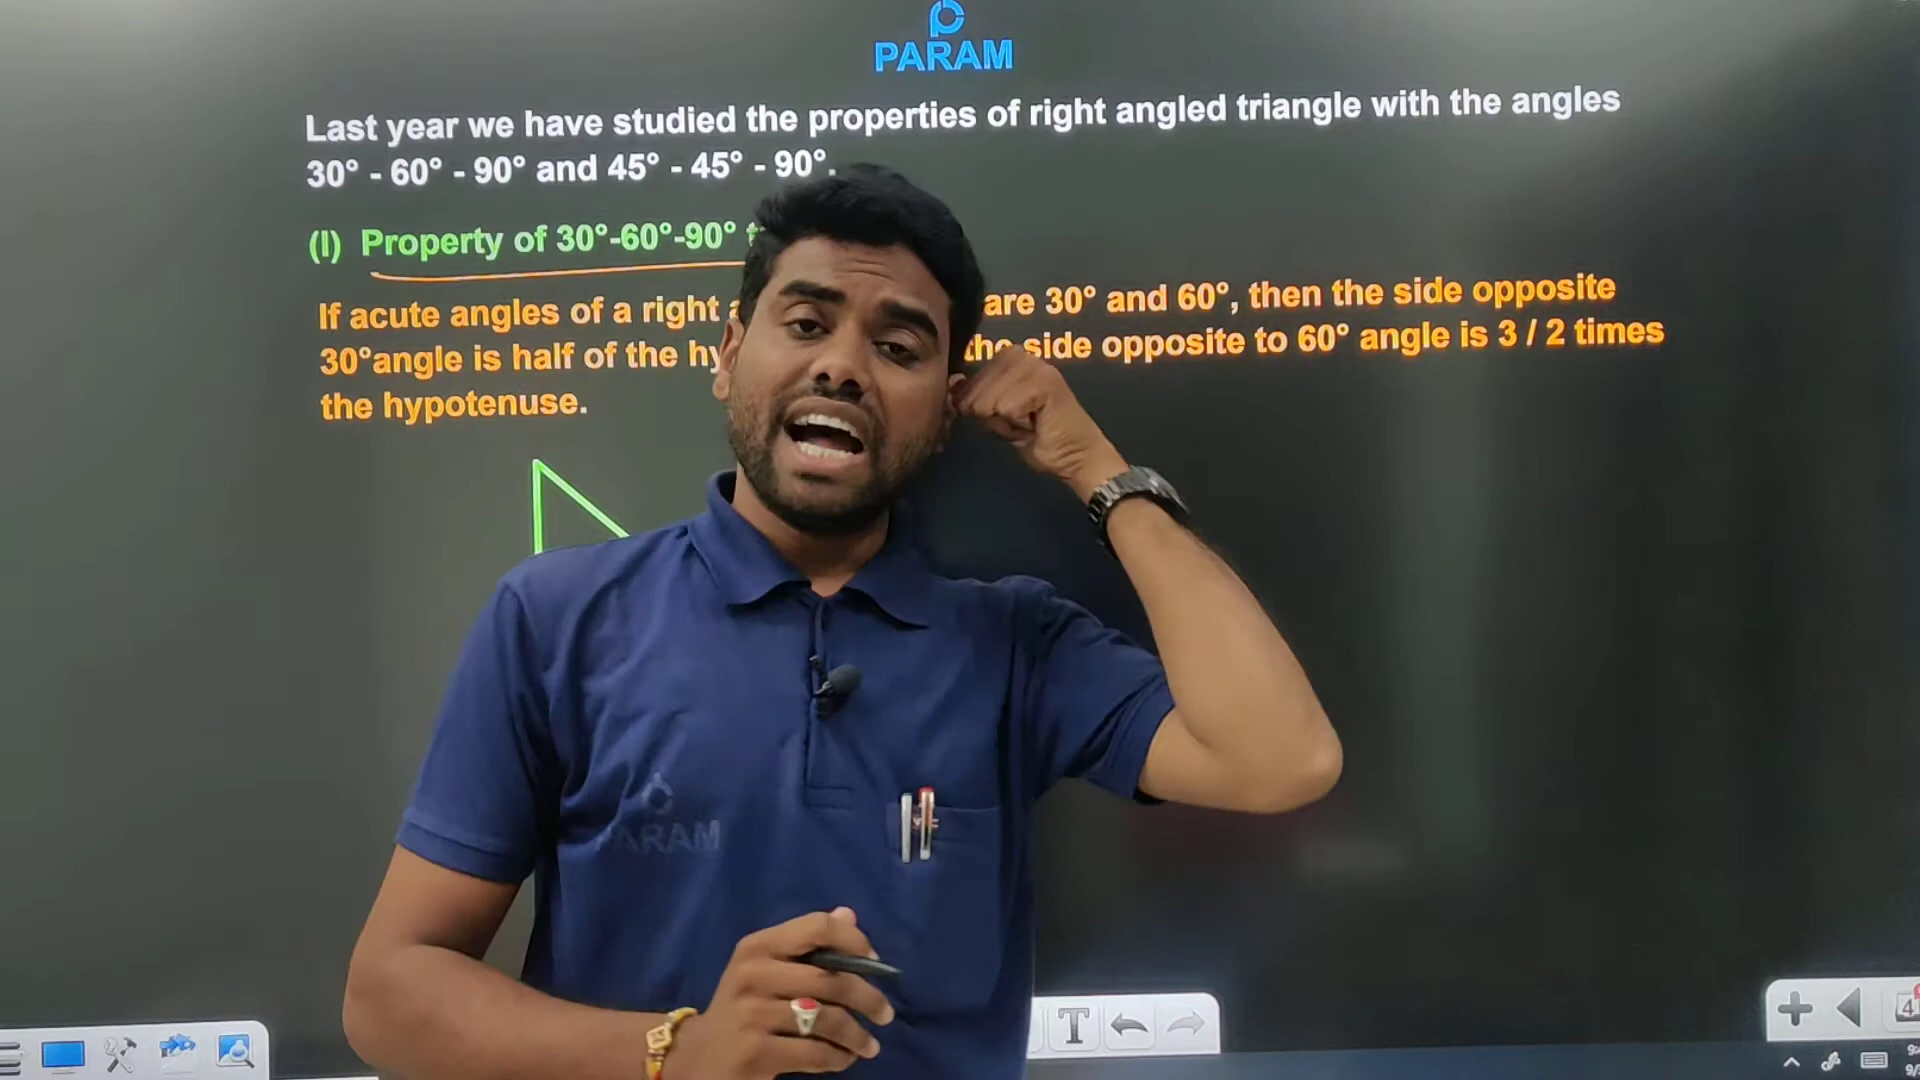 PARAM
Last year we have studied the properties of right angled triangle with the angles
30° - 60° - 90° and 45° - 45° - 90°.
(I) Property of 30°-60°-90°
If acute angles of a right are 30° and 60°, then the side opposite
30°angle is half of the the side opposite to 60° angle is 3 / 2 times
the hypotenuse.
PARAM
T